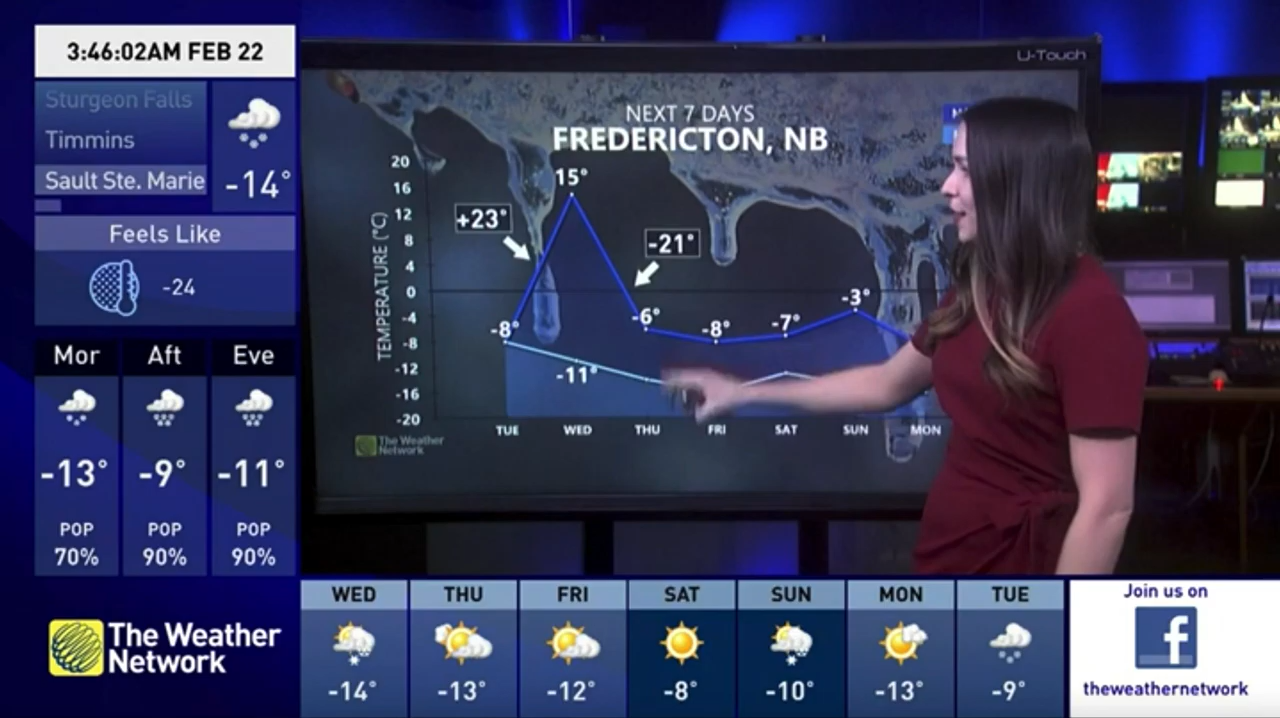 3:46:02AM FEB 22
Sturgeon Falls
Timmins
Sault Ste. Marie
-14°
Feels Like
-24
Mor Aft Eve
-13° -9° -11°
POP POP POP
70% 90% 90%
The Weather
Network
U-Touch
NEXT 7 DAYS
FREDERICTON, NB
TEMPERATURE (°C)
20
16
12
8
4
0
-4
-8
-12
-16
-20
+23°
15°
-21°
-8°
-6°
-8°
-7°
-3°
-11°
TUE WED THU FRI SAT SUN MON
The Weather
Network
WED THU FRI SAT SUN MON TUE
-14° -13° -12° -8° -10° -13° -9°
Join us on
f
theweathernetwork